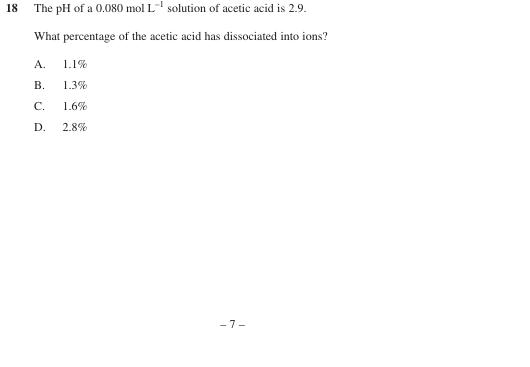 18 The pH of a 0.080 mol L⁻¹ solution of acetic acid is 2.9.
What percentage of the acetic acid has dissociated into ions?
A. 1.1%
B. 1.3%
C. 1.6%
D. 2.8%
– 7 –